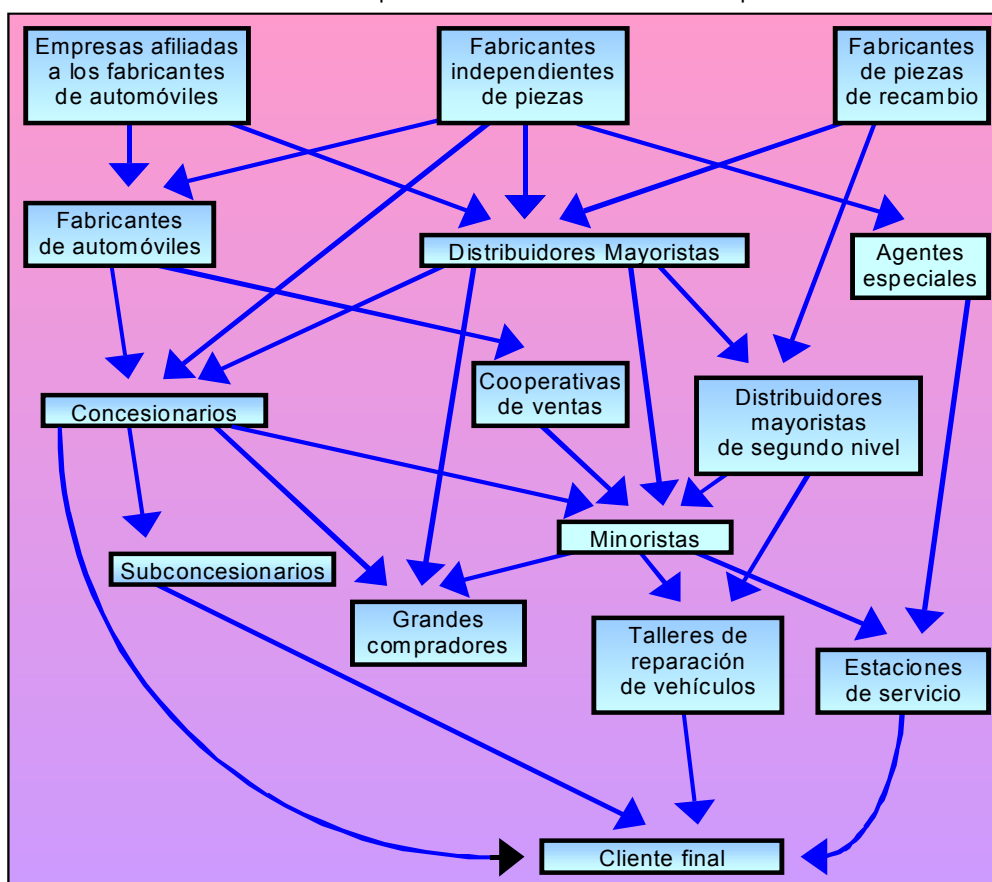 Empresas afiliadas
a los fabricantes
de automóviles
Fabricantes
independientes
de piezas
Fabricantes
de piezas
de recambio
Fabricantes
de automóviles
Distribuidores Mayoristas
Agentes
especiales
Concesionarios
Cooperativas
de ventas
Distribuidores
mayoristas
de segundo nivel
Minoristas
Subconcesionarios
Grandes
compradores
Talleres de
reparación
de vehículos
Estaciones
de servicio
Cliente final